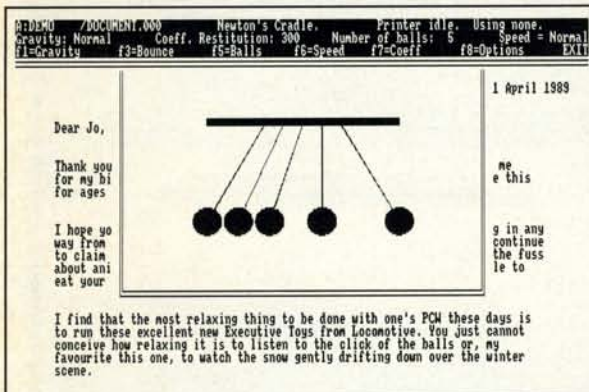 A:DEMO /DOCUMENT.000 Newton's Cradle. Printer idle. Using none.
Gravity: Normal Coeff. Restitution: 300 Number of balls: 5 Speed = Normal
f1=Gravity f3=Bounce f5=Balls f6=Speed f7=Coeff f8=Options EXIT
1 April 1989
Dear Jo,
Thank you me
for my bi e this
for ages
I hope yo g in any
way from continue
to claim the fuss
about ani le to
eat your
I find that the most relaxing thing to be done with one's PCW these days is
to run these excellent new Executive Toys from Locomotive. You just cannot
conceive how relaxing it is to listen to the click of the balls or, my
favourite this one, to watch the snow gently drifting down over the winter
scene.